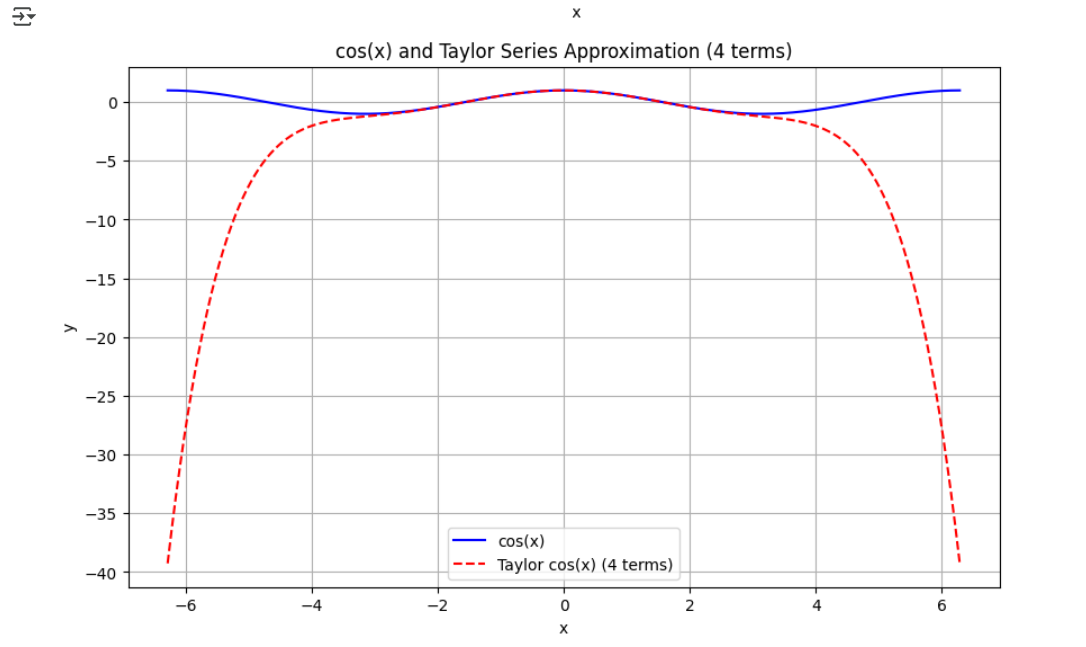 x
cos(x) and Taylor Series Approximation (4 terms)
0
−5
−10
−15
−20
−25
−30
−35
−40
y
cos(x)
Taylor cos(x) (4 terms)
−6 −4 −2 0 2 4 6
x